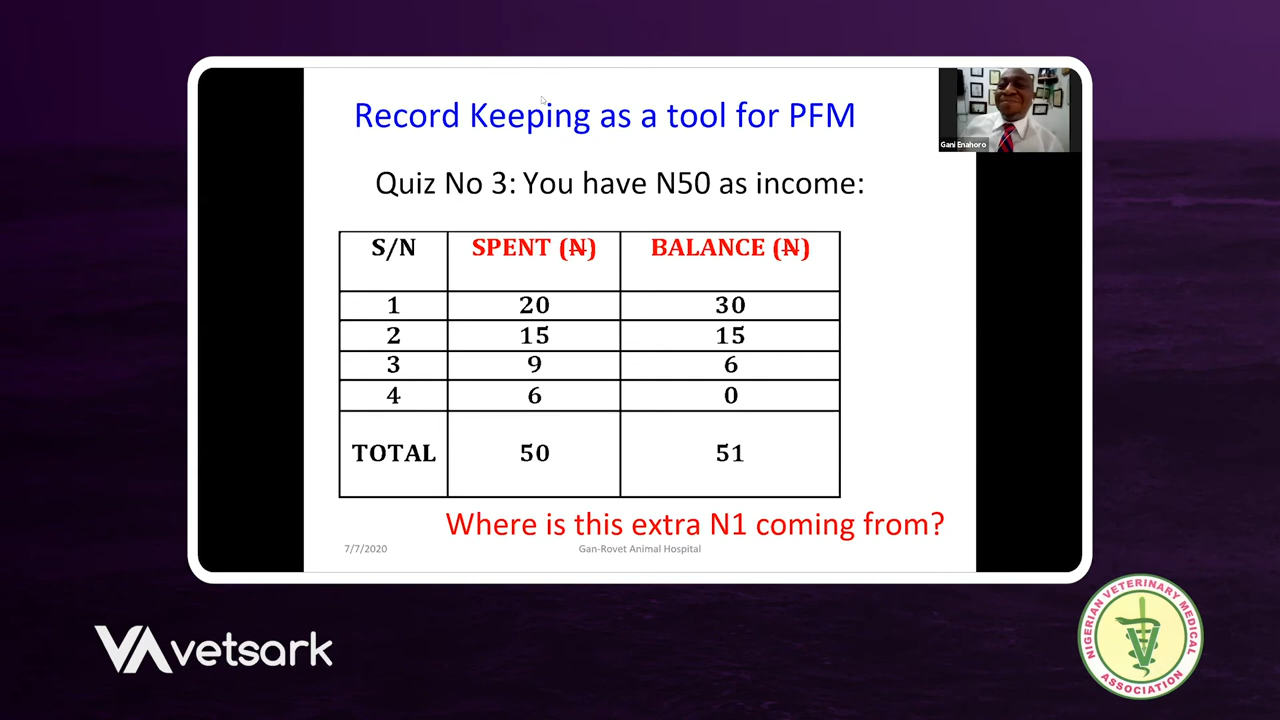 Record Keeping as a tool for PFM
Gani Enahoro
Quiz No 3: You have N50 as income:
S/N SPENT (₦) BALANCE (₦)
1 20 30
2 15 15
3 9 6
4 6 0
TOTAL 50 51
Where is this extra N1 coming from?
7/7/2020 Gan-Rovet Animal Hospital
VA vetsark
NIGERIAN VETERINARY MEDICAL ASSOCIATION
V